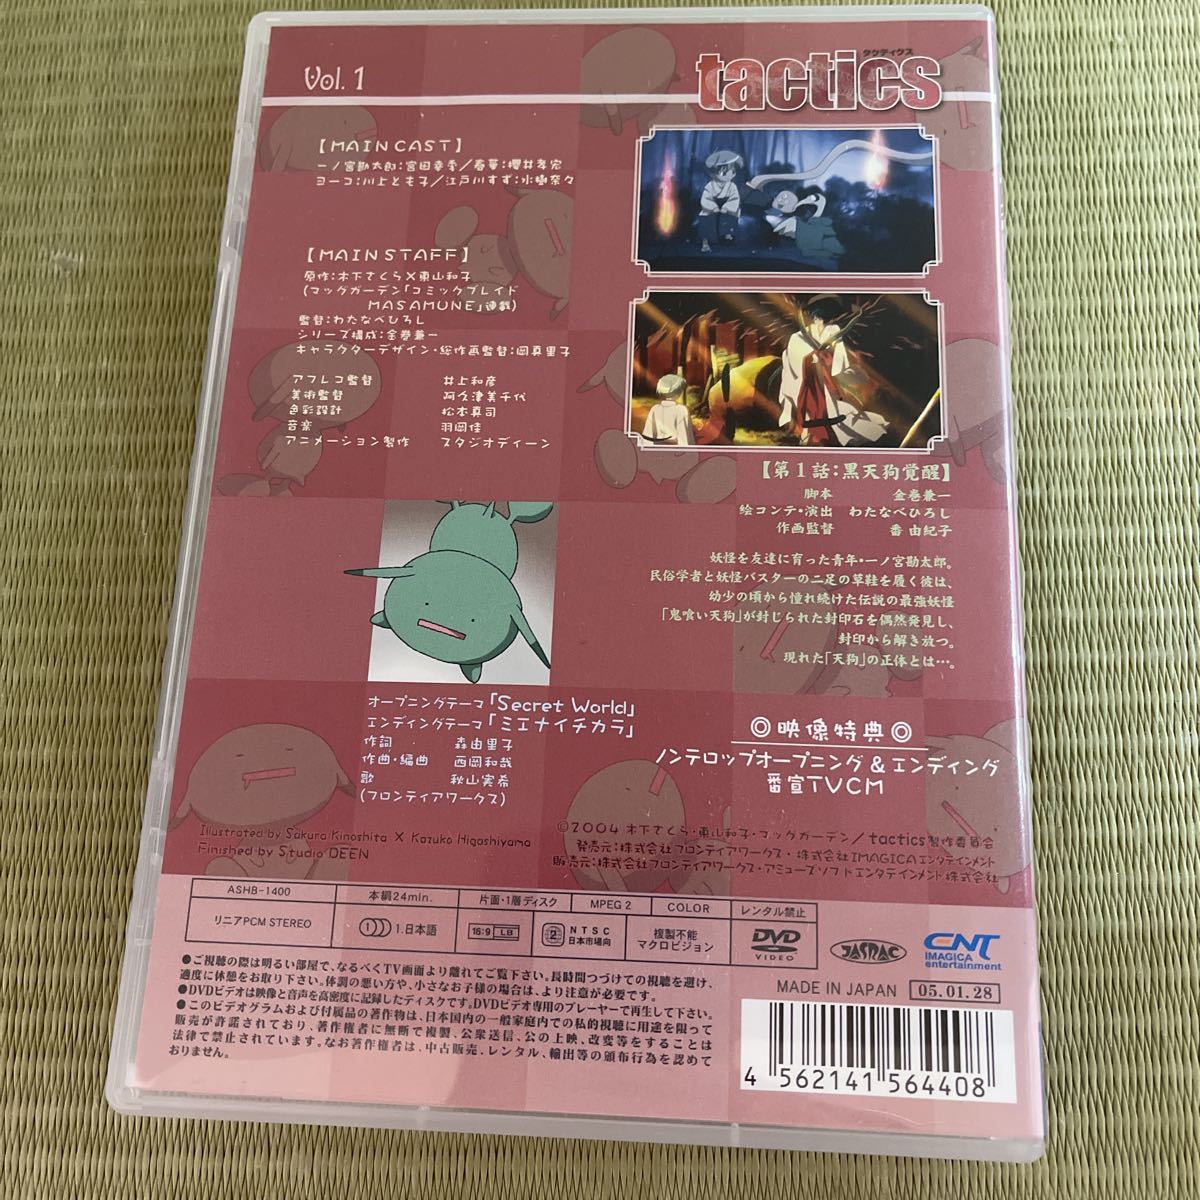 Vol. 1
タクティクス
tactics
【MAIN CAST】
一ノ宮勘太郎:宮田幸季／春華:櫻井孝宏
ヨーコ:川上とも子／江戸川すず:水樹奈々
【MAIN STAFF】
原作:木下さくら×東山和子
(マッグガーデン「コミックブレイド
MASAMUNE」連載)
監督:わたなべひろし
シリーズ構成:金巻兼一
キャラクターデザイン・総作画監督:岡真里子
アフレコ監督 井上和彦
美術監督 阿久津美千代
色彩設計 松本真司
音楽 羽岡佳
アニメーション製作 スタジオディーン
【第1話:黒天狗覚醒】
脚本 金巻兼一
絵コンテ・演出 わたなべひろし
作画監督 番 由紀子
妖怪を友達に育った青年・一ノ宮勘太郎。
民俗学者と妖怪バスターの二足の草鞋を履く彼は、
幼少の頃から憧れ続けた伝説の最強妖怪
「鬼喰い天狗」が封じられた封印石を偶然発見し、
封印から解き放つ。
現れた「天狗」の正体とは…。
オープニングテーマ「Secret World」
エンディングテーマ「ミエナイチカラ」
作詞 森由里子
作曲・編曲 西岡和哉
歌 秋山実希
(フロンティアワークス)
◎映像特典◎
ノンテロップオープニング&エンディング
番宣TVCM
Illustrated by Sakura Kinoshita × Kazuko Higashiyama
Finished by Studio DEEN
©2004 木下さくら・東山和子・マッグガーデン／tactics製作委員会
発売元:株式会社フロンティアワークス・株式会社IMAGICAエンタテインメント
販売元:株式会社フロンティアワークス・アミューズソフトエンタテインメント株式会社
ASHB-1400 本編24min. 片面・1層ディスク MPEG 2 COLOR レンタル禁止
リニアPCM STEREO 1 1.日本語 16:9 LB 2 NTSC 日本市場向 複製不能 マクロビジョン
DVD VIDEO
JASRAC
CNT
IMAGICA
entertainment
●ご視聴の際は明るい部屋で、なるべくTV画面より離れてご覧下さい。長時間つづけての視聴を避け、
適度に休憩をお取り下さい。体調の悪い方や、小さなお子様の場合は、より注意が必要です。
●DVDビデオは映像と音声を高密度に記録したディスクです。DVDビデオ専用のプレーヤーで再生して下さい。
●このビデオグラムおよび付属品の著作物は、日本国内の一般家庭内での私的視聴に用途を限って
販売が許諾されており、著作権者に無断で複製、公衆送信、公の上映、改変等をすることは
法律で禁止されています。なお著作権者は、中古販売、レンタル、輸出等の頒布行為を認めて
おりません。
MADE IN JAPAN 05.01.28
4 562141 564408